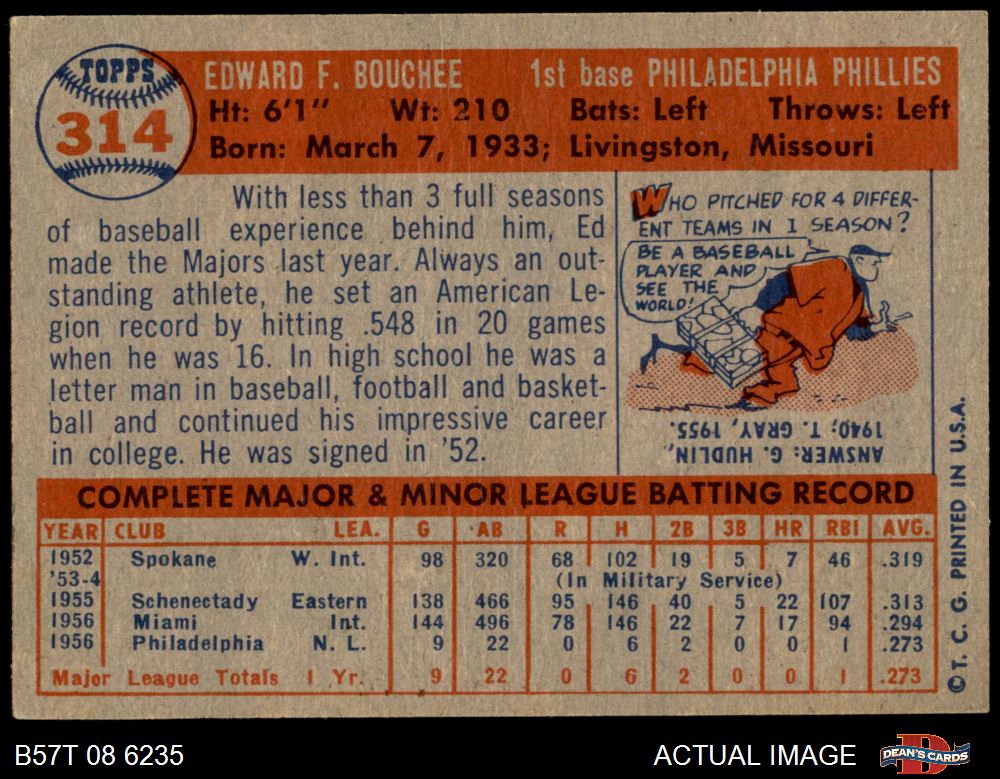 TOPPS
314
EDWARD F. BOUCHEE 1st base PHILADELPHIA PHILLIES
Ht: 6'1" Wt: 210 Bats: Left Throws: Left
Born: March 7, 1933; Livingston, Missouri
With less than 3 full seasons
of baseball experience behind him, Ed
made the Majors last year. Always an out-
standing athlete, he set an American Le-
gion record by hitting .548 in 20 games
when he was 16. In high school he was a
letter man in baseball, football and basket-
ball and continued his impressive career
in college. He was signed in '52.
WHO PITCHED FOR 4 DIFFER-
ENT TEAMS IN 1 SEASON?
BE A BASEBALL
PLAYER AND
SEE THE
WORLD!
ANSWER: G. HUDLIN,
1940; T. GRAY, 1955.
COMPLETE MAJOR & MINOR LEAGUE BATTING RECORD
YEAR CLUB LEA. G AB R H 2B 3B HR RBI AVG.
1952 Spokane W. Int. 98 320 68 102 19 5 7 46 .319
'53-4 (In Military Service)
1955 Schenectady Eastern 138 466 95 146 40 5 22 107 .313
1956 Miami Int. 144 496 78 146 22 7 17 94 .294
1956 Philadelphia N. L. 9 22 0 6 2 0 0 1 .273
Major League Totals 1 Yr. 9 22 0 6 2 0 0 1 .273
© T. C. G. PRINTED IN U.S.A.
B57T 08 6235 ACTUAL IMAGE
DEAN'S CARDS